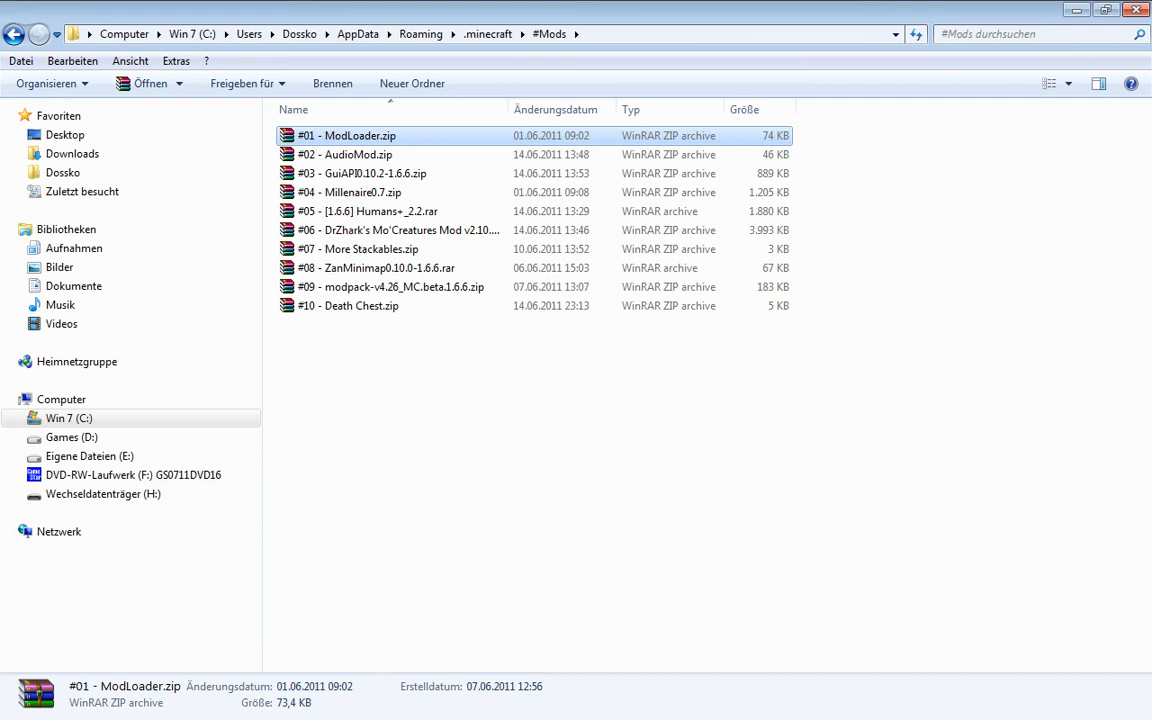 Computer Win 7 (C:) Users Dossko AppData Roaming .minecraft #Mods #Mods durchsuchen
Datei Bearbeiten Ansicht Extras ?
Organisieren Öffnen Freigeben für Brennen Neuer Ordner
Favoriten
Desktop
Downloads
Dossko
Zuletzt besucht
Bibliotheken
Aufnahmen
Bilder
Dokumente
Musik
Videos
Heimnetzgruppe
Computer
Win 7 (C:)
Games (D:)
Eigene Dateien (E:)
DVD-RW-Laufwerk (F:) GS0711DVD16
Wechseldatenträger (H:)
Netzwerk
Name Änderungsdatum Typ Größe
#01 - ModLoader.zip 01.06.2011 09:02 WinRAR ZIP archive 74 KB
#02 - AudioMod.zip 14.06.2011 13:48 WinRAR ZIP archive 46 KB
#03 - GuiAPI0.10.2-1.6.6.zip 14.06.2011 13:53 WinRAR ZIP archive 889 KB
#04 - Millenaire0.7.zip 01.06.2011 09:08 WinRAR ZIP archive 1.205 KB
#05 - [1.6.6] Humans+_2.2.rar 14.06.2011 13:29 WinRAR archive 1.880 KB
#06 - DrZhark's Mo'Creatures Mod v2.10.... 14.06.2011 13:46 WinRAR ZIP archive 3.993 KB
#07 - More Stackables.zip 10.06.2011 13:52 WinRAR ZIP archive 3 KB
#08 - ZanMinimap0.10.0-1.6.6.rar 06.06.2011 15:03 WinRAR archive 67 KB
#09 - modpack-v4.26_MC.beta.1.6.6.zip 07.06.2011 13:07 WinRAR ZIP archive 183 KB
#10 - Death Chest.zip 14.06.2011 23:13 WinRAR ZIP archive 5 KB
#01 - ModLoader.zip Änderungsdatum: 01.06.2011 09:02 Erstelldatum: 07.06.2011 12:56
WinRAR ZIP archive Größe: 73,4 KB